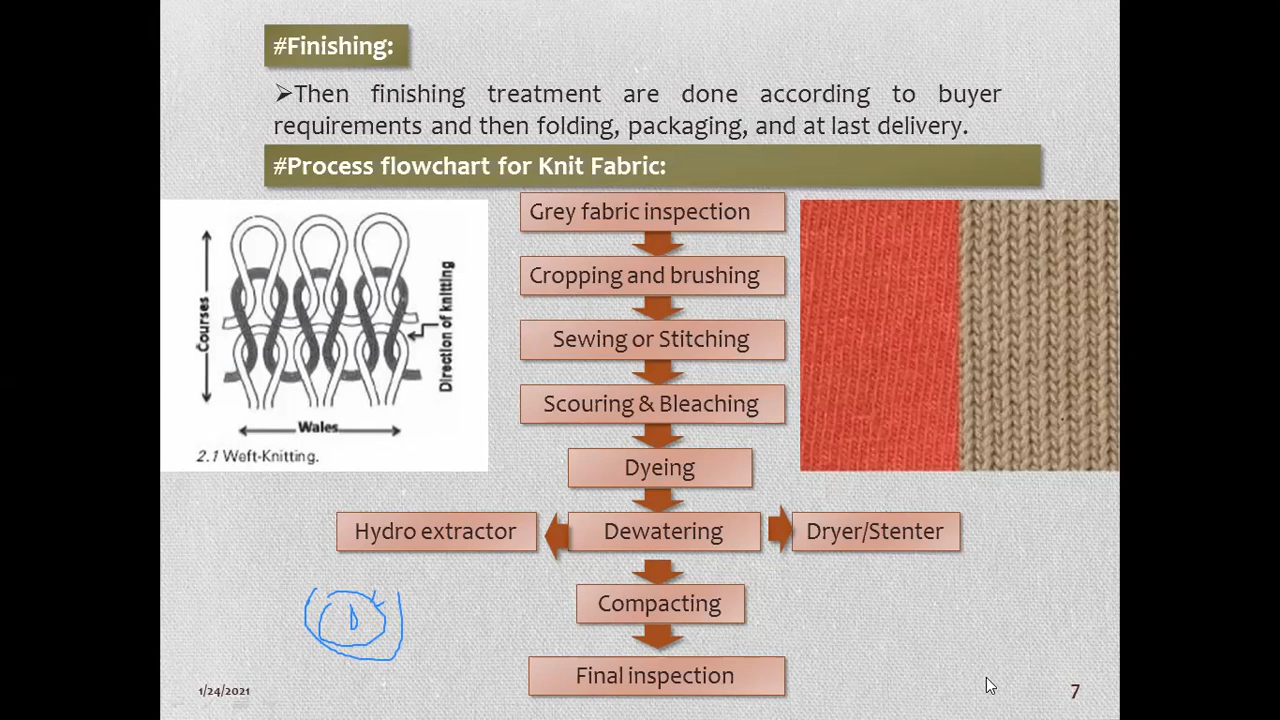 #Finishing:
➢Then finishing treatment are done according to buyer
requirements and then folding, packaging, and at last delivery.
#Process flowchart for Knit Fabric:
Grey fabric inspection
Cropping and brushing
Sewing or Stitching
Scouring & Bleaching
Dyeing
Hydro extractor
Dewatering
Dryer/Stenter
Compacting
Final inspection
Courses
Direction of knitting
Wales
2.1 Weft-Knitting.
D
1/24/2021
7